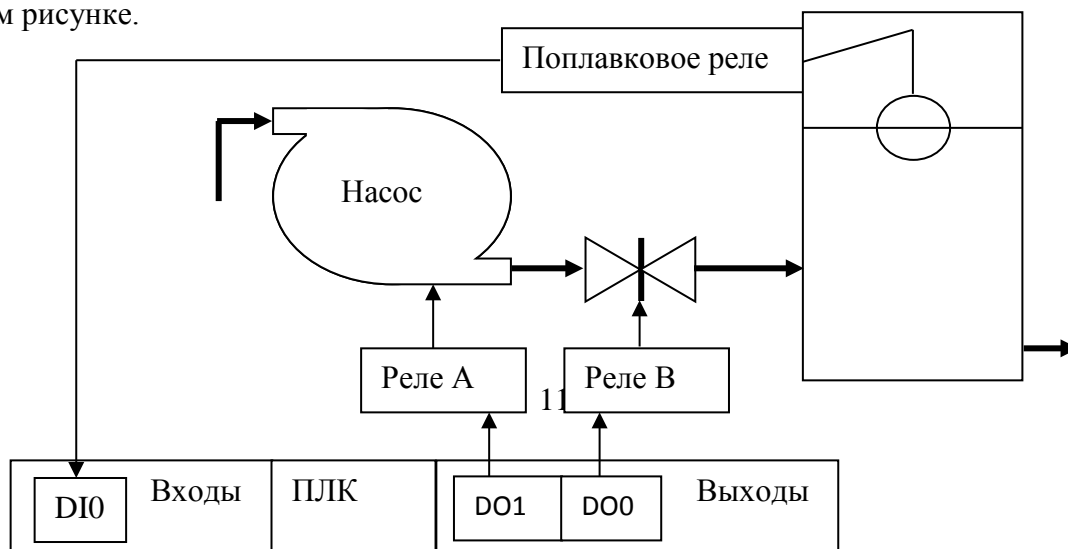 м рисунке.
Поплавковое реле
Насос
Реле А
Реле В
11
DI0
Входы
ПЛК
DO1
DO0
Выходы